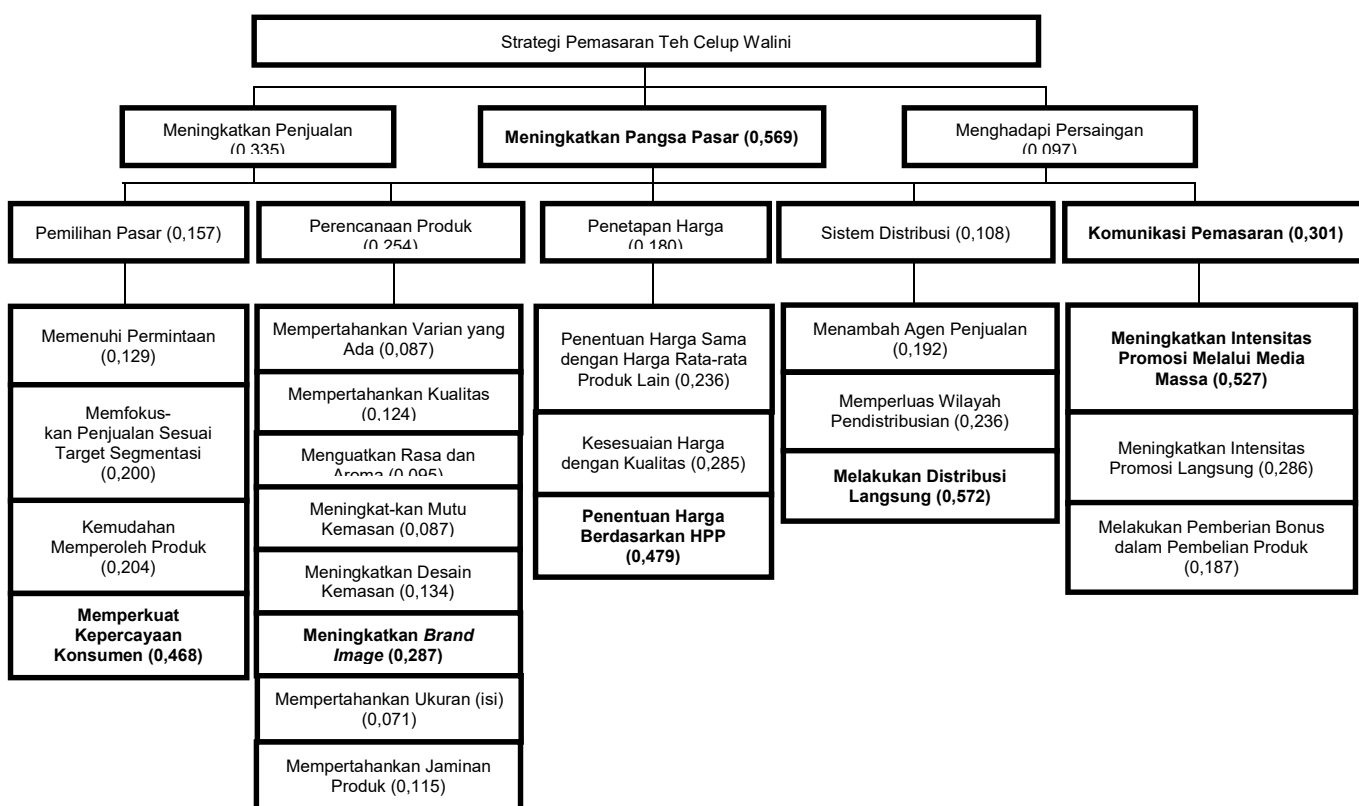 Strategi Pemasaran Teh Celup Walini
Meningkatkan Penjualan
(0,335)
Meningkatkan Pangsa Pasar (0,569)
Menghadapi Persaingan
(0,097)
Pemilihan Pasar (0,157)
Perencanaan Produk
(0,254)
Penetapan Harga
(0,180)
Sistem Distribusi (0,108)
Komunikasi Pemasaran (0,301)
Memenuhi Permintaan
(0,129)
Memfokus-
kan Penjualan Sesuai
Target Segmentasi
(0,200)
Kemudahan
Memperoleh Produk
(0,204)
Memperkuat
Kepercayaan
Konsumen (0,468)
Mempertahankan Varian yang
Ada (0,087)
Mempertahankan Kualitas
(0,124)
Menguatkan Rasa dan
Aroma (0,095)
Meningkat-kan Mutu
Kemasan (0,087)
Meningkatkan Desain
Kemasan (0,134)
Meningkatkan Brand
Image (0,287)
Mempertahankan Ukuran (isi)
(0,071)
Mempertahankan Jaminan
Produk (0,115)
Penentuan Harga Sama
dengan Harga Rata-rata
Produk Lain (0,236)
Kesesuaian Harga
dengan Kualitas (0,285)
Penentuan Harga
Berdasarkan HPP
(0,479)
Menambah Agen Penjualan
(0,192)
Memperluas Wilayah
Pendistribusian (0,236)
Melakukan Distribusi
Langsung (0,572)
Meningkatkan Intensitas
Promosi Melalui Media
Massa (0,527)
Meningkatkan Intensitas
Promosi Langsung (0,286)
Melakukan Pemberian Bonus
dalam Pembelian Produk
(0,187)